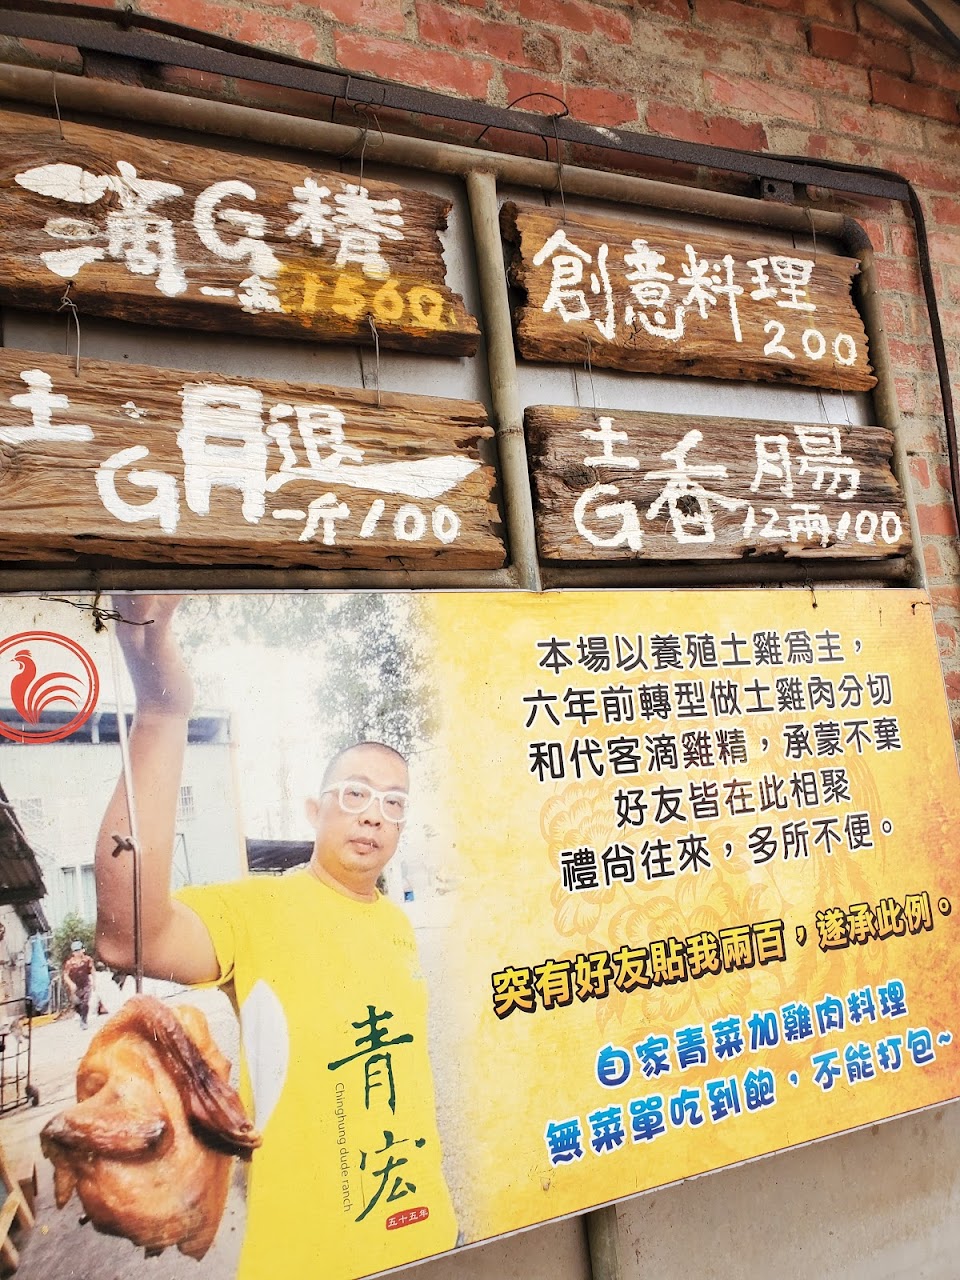 滴G精
一盒1560
創意料理
200
土G腿
一斤100
土G香腸
12兩100
本場以養殖土雞為主，
六年前轉型做土雞肉分切
和代客滴雞精，承蒙不棄
好友皆在此相聚
禮尚往來，多所不便。
突有好友貼我兩百，遂承此例。
自家青菜加雞肉料理
無菜單吃到飽，不能打包~
青宏
Chinghung dude ranch
五十五年